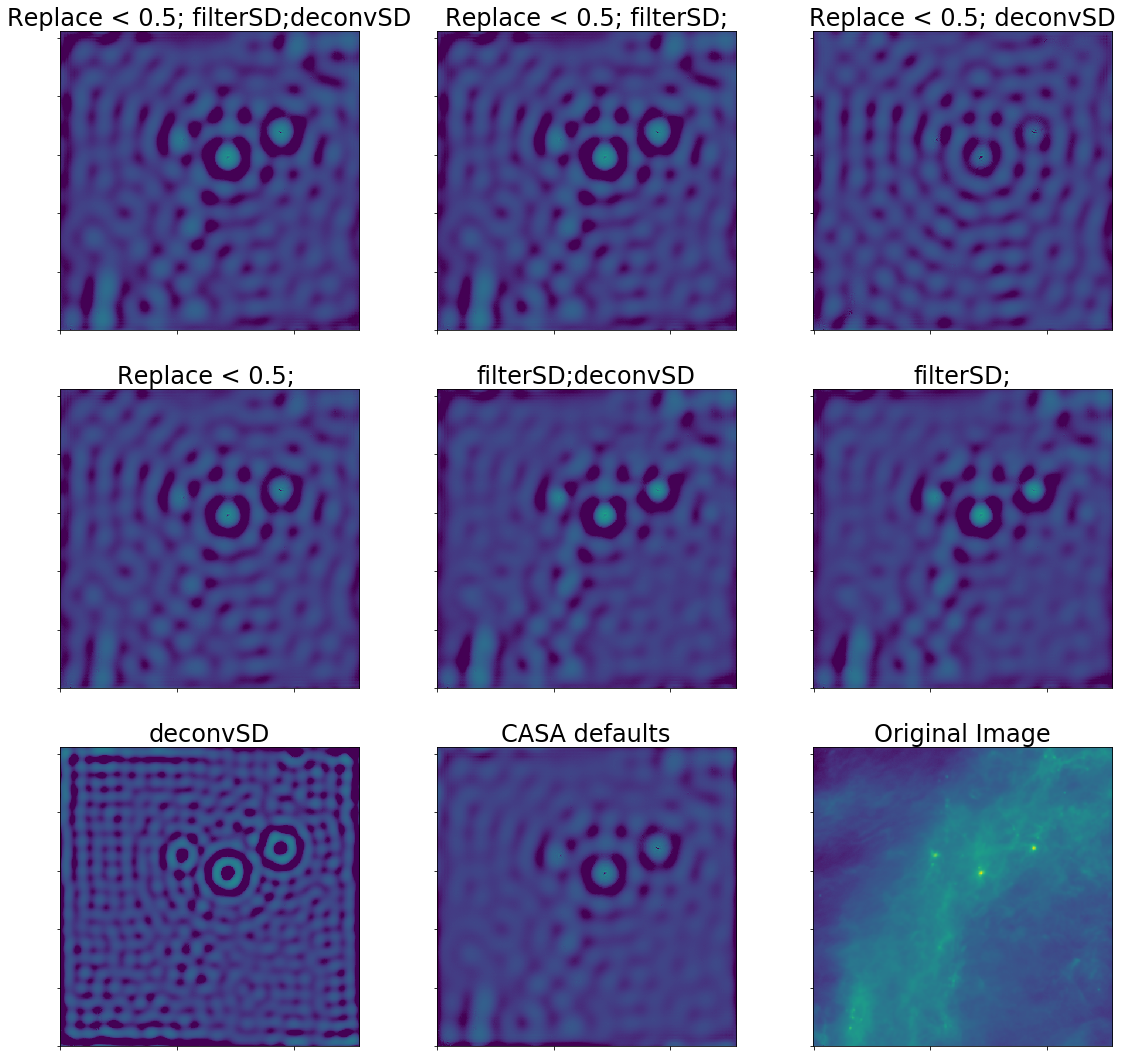 Replace < 0.5; filterSD;deconvSD
Replace < 0.5; filterSD;
Replace < 0.5; deconvSD
Replace < 0.5;
filterSD;deconvSD
filterSD;
deconvSD
CASA defaults
Original Image